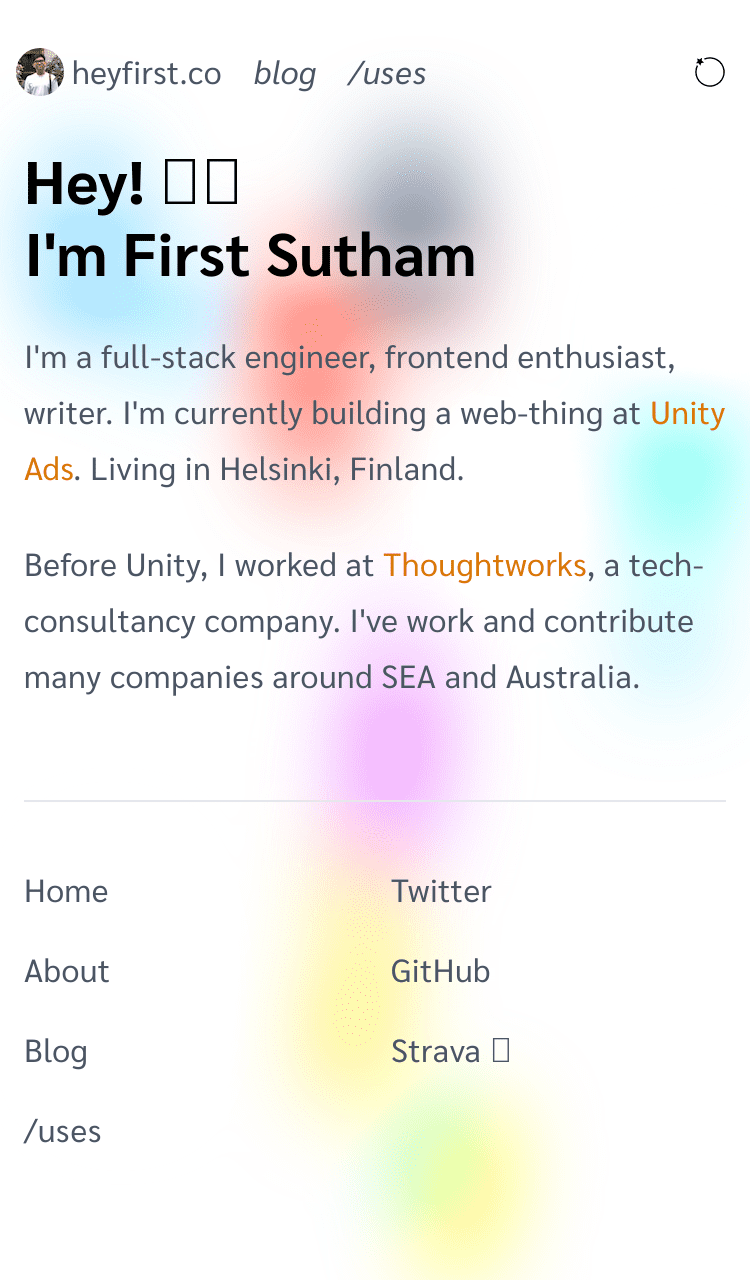 heyfirst.co blog /uses
Hey!
I'm First Sutham
I'm a full-stack engineer, frontend enthusiast,
writer. I'm currently building a web-thing at Unity
Ads. Living in Helsinki, Finland.
Before Unity, I worked at Thoughtworks, a tech-
consultancy company. I've work and contribute
many companies around SEA and Australia.
Home
Twitter
About
GitHub
Blog
Strava
/uses